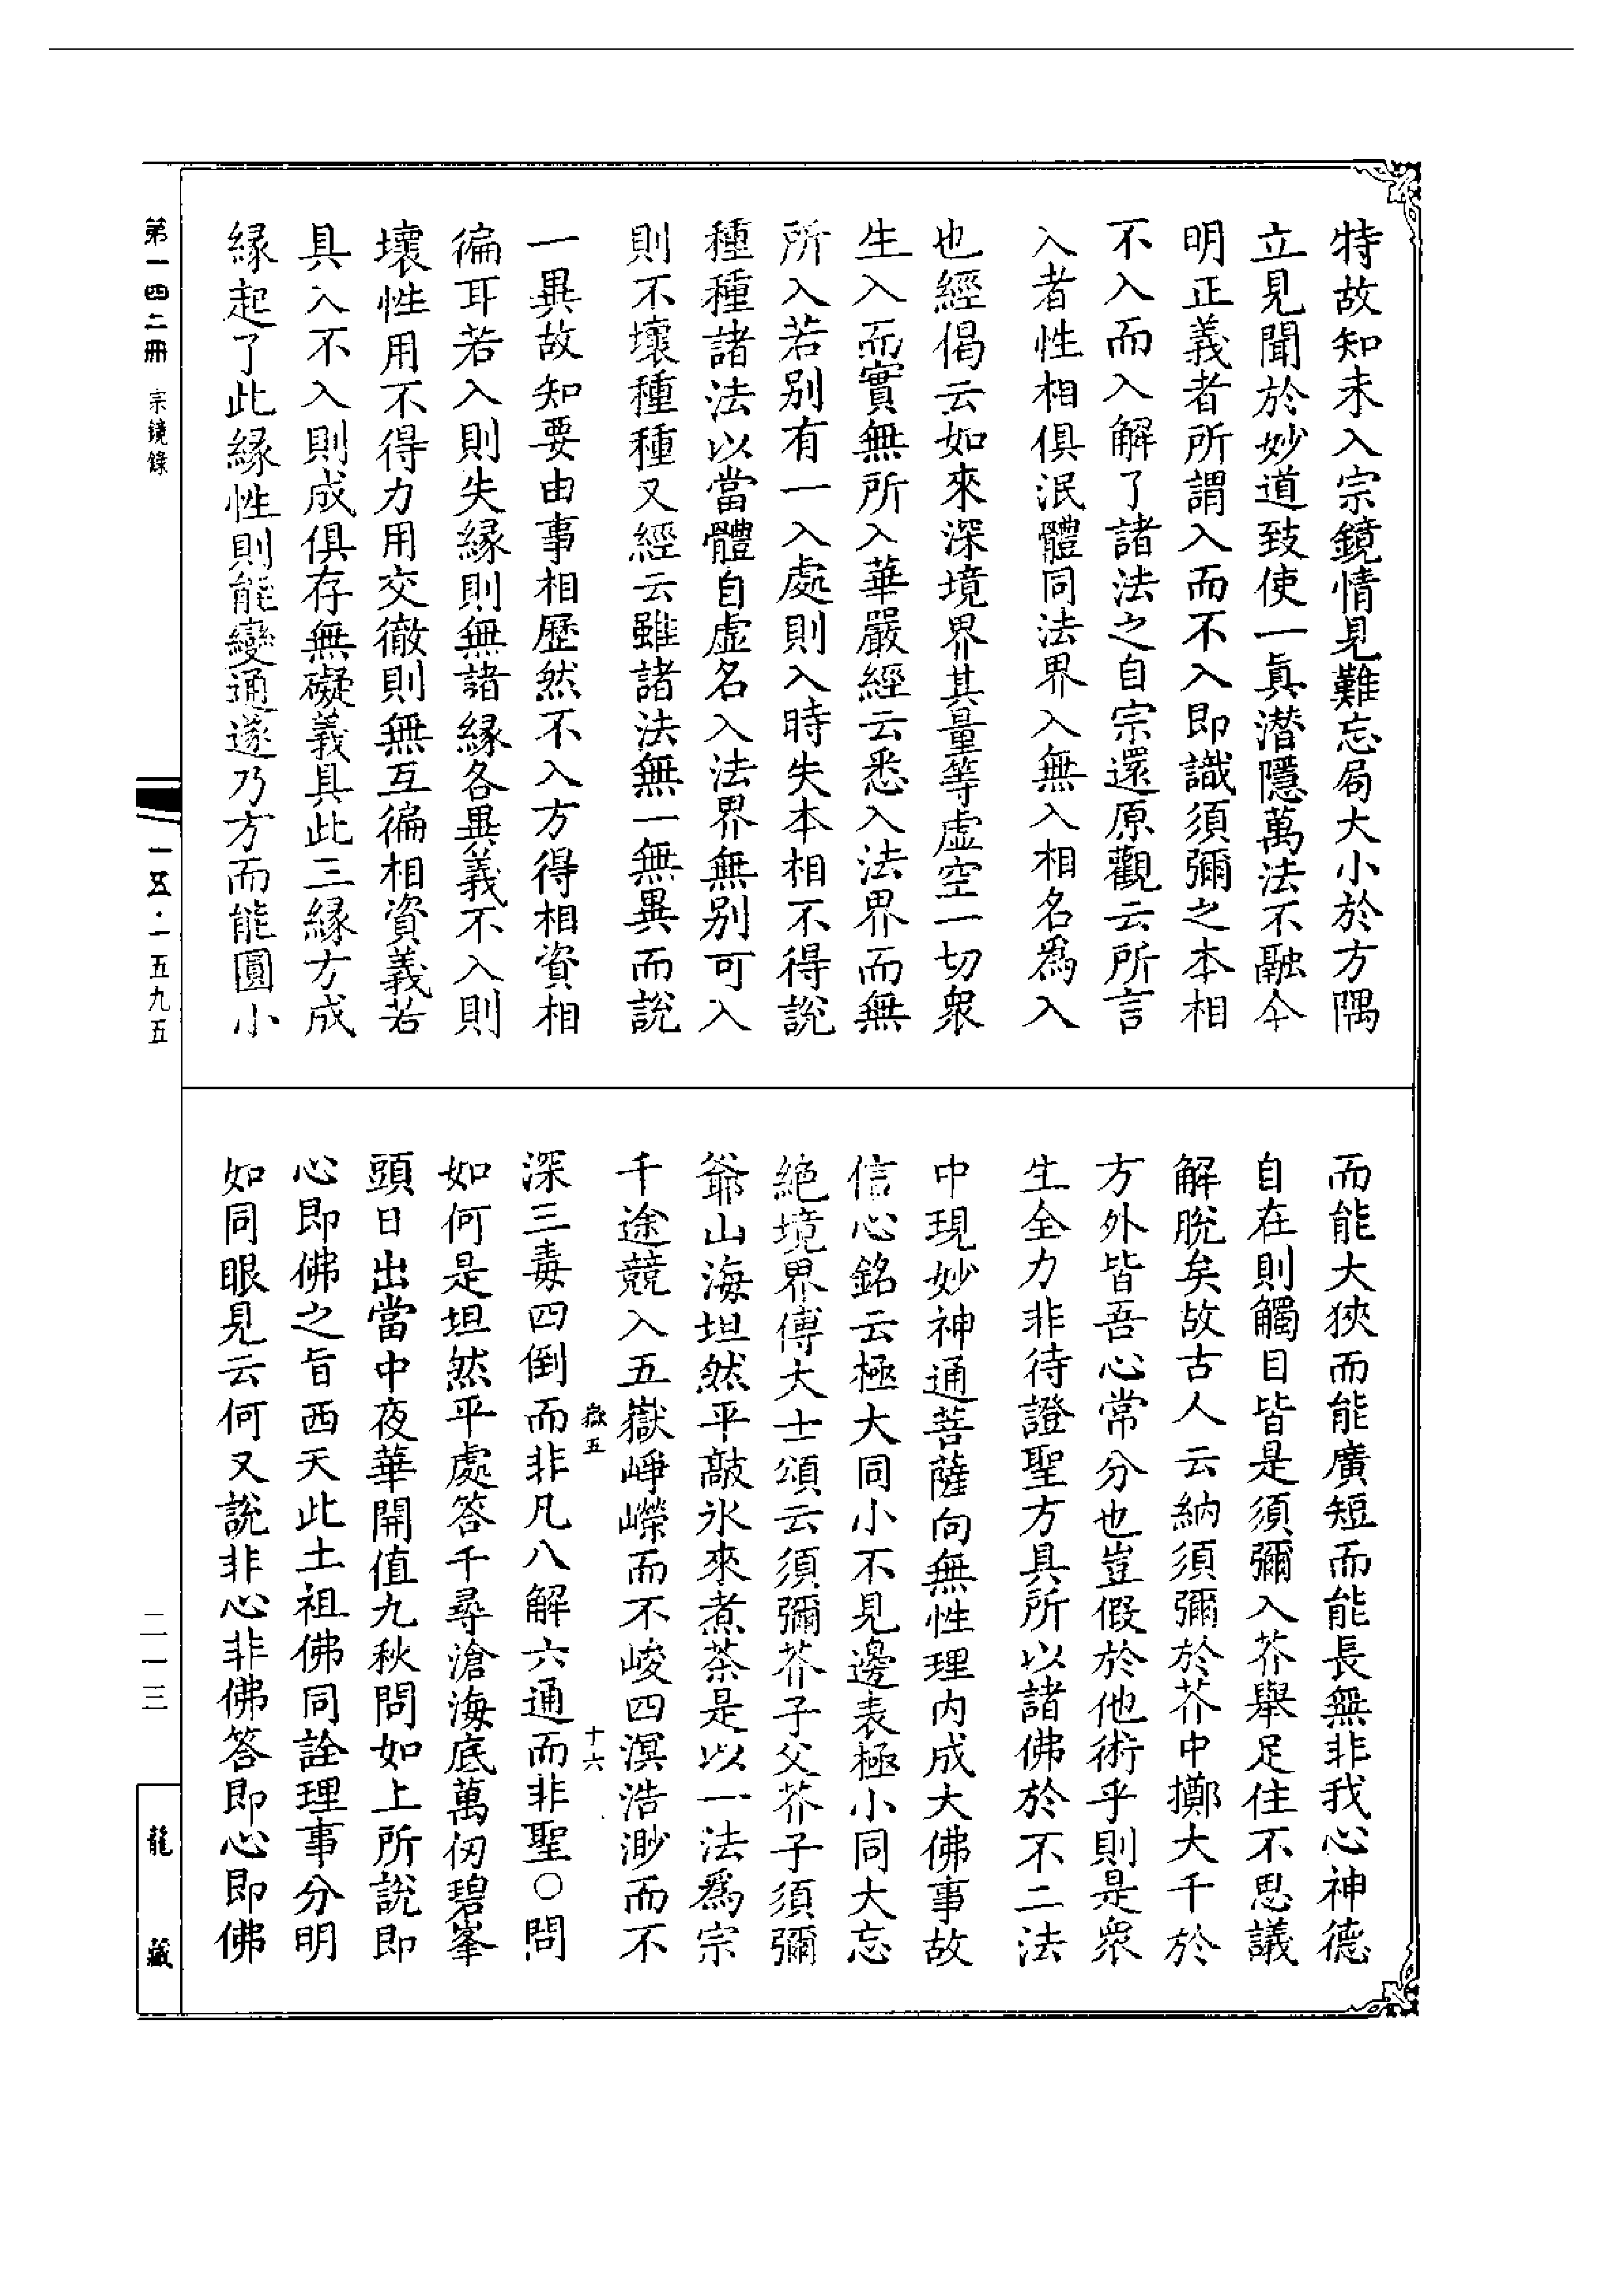 特故知未入宗鏡情見難忘局大小於方隅
立見聞於妙道致使一眞潜隱萬法不融今
明正義者所謂入而不入即識須彌之本相
不入而入解了諸法之自宗還原觀云所言
入者性相俱泯體同法界入無入相名爲入
也經偈云如來深境界其量等虛空一切衆
生入而實無所入華嚴經云悉入法界而無
所入若别有一入處則入時失本相不得説
種種諸法以當體自虛名入法界無别可入
則不壞種種又經云雖諸法無一無異而説
一異故知要由事相歷然不入方得相資相
徧耳若入則失縁則無諸縁各異義不入則
壞性用不得力用交徹則無互徧相資義若
具入不入則成俱存無礙義具此三縁方成
縁起了此縁性則能變通遂乃方而能圓小
而能大狹而能廣短而能長無非我心神德
自在則觸目皆是須彌入芥舉足住不思議
解脱矣故古人云納須彌於芥中擲大千於
方外皆吾心常分也豈假於他術乎則是衆
生全力非待證聖方具所以諸佛於不二法
中現妙神通菩薩向無性理内成大佛事故
信心銘云極大同小不見邊表極小同大忘
絶境界傅大士頌云須彌芥子父芥子須彌
爺山海坦然平敲氷來煮茶是以一法爲宗
千途競入五嶽崢嶸而不峻四溟浩渺而不
嶽五
十六
深三毒四倒而非凡八解六通而非聖○問
如何是坦然平處答千尋滄海底萬仞碧峯
頭日出當中夜華開值九秋問如上所説即
心即佛之旨西天此土祖佛同詮理事分明
如同眼見云何又説非心非佛答即心即佛
第一四二冊 宗鏡錄
一五·一五九五
二一三
龍藏